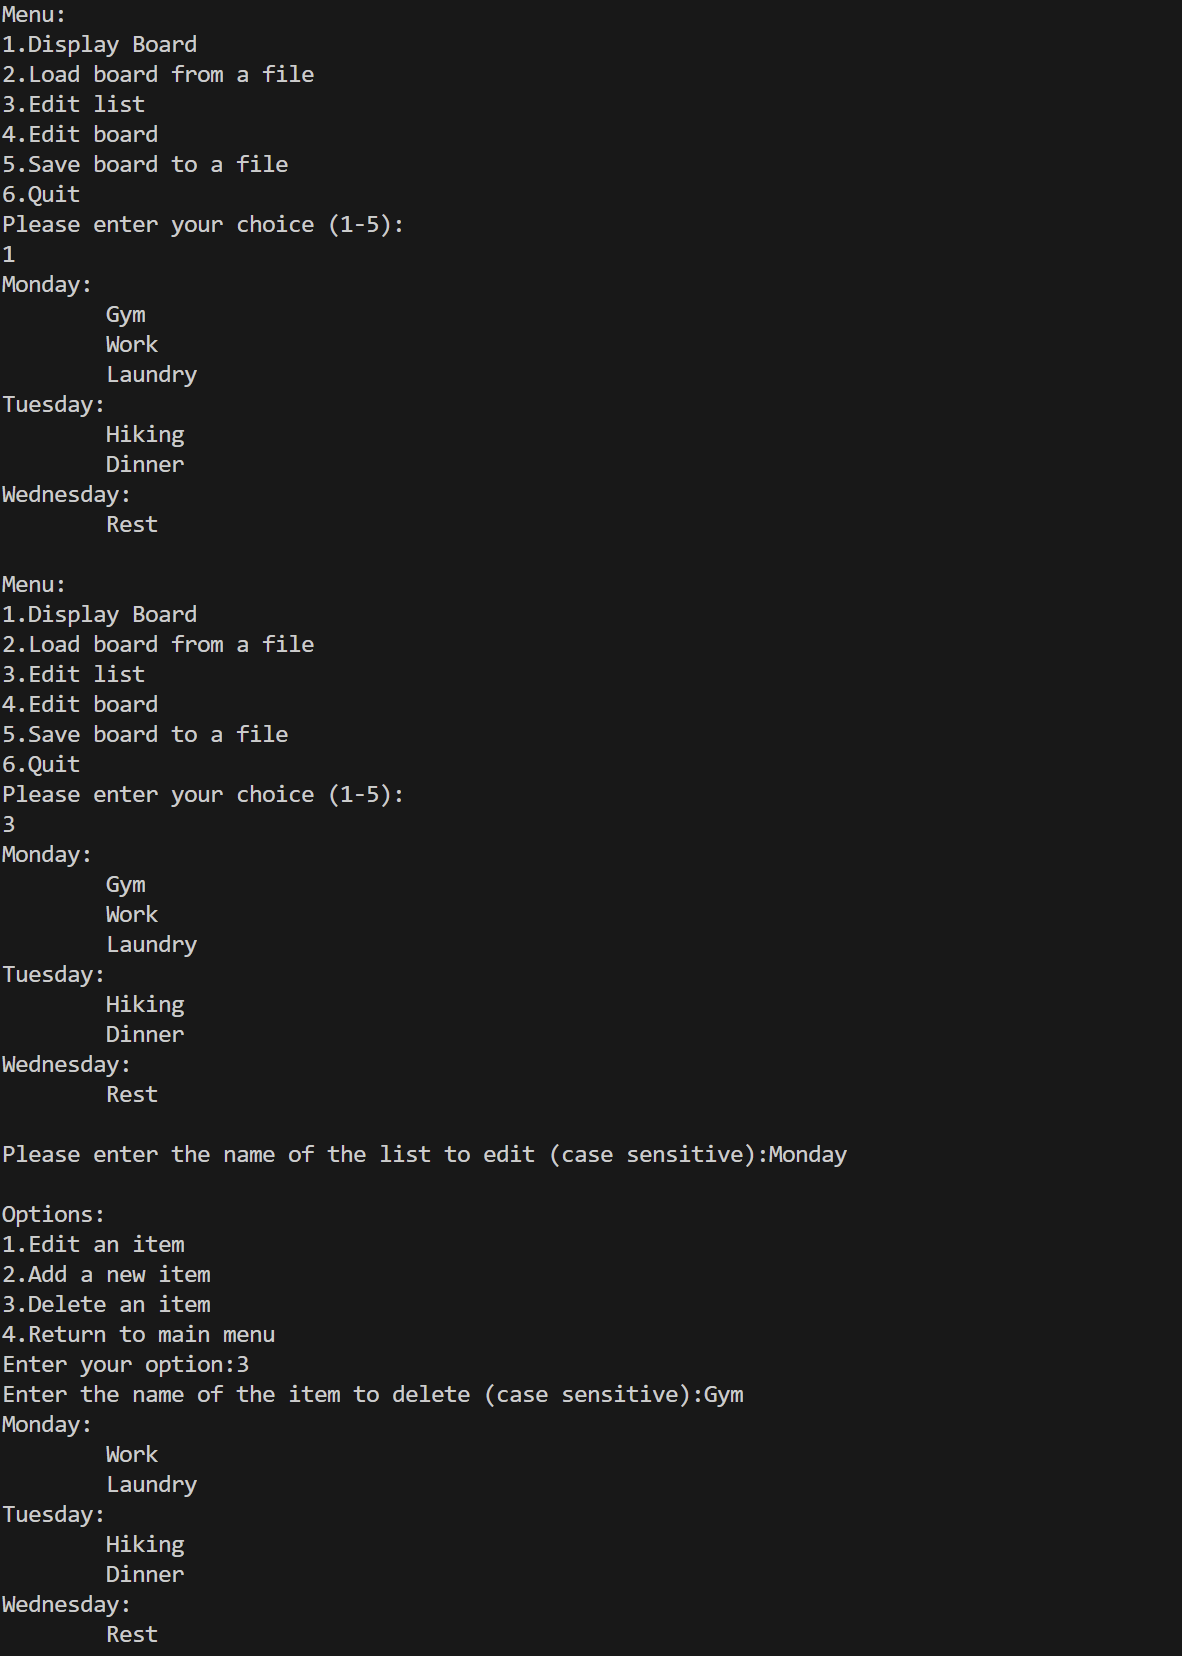 Menu:
1.Display Board
2.Load board from a file
3.Edit list
4.Edit board
5.Save board to a file
6.Quit
Please enter your choice (1-5):
1
Monday:
        Gym
        Work
        Laundry
Tuesday:
        Hiking
        Dinner
Wednesday:
        Rest

Menu:
1.Display Board
2.Load board from a file
3.Edit list
4.Edit board
5.Save board to a file
6.Quit
Please enter your choice (1-5):
3
Monday:
        Gym
        Work
        Laundry
Tuesday:
        Hiking
        Dinner
Wednesday:
        Rest

Please enter the name of the list to edit (case sensitive):Monday

Options:
1.Edit an item
2.Add a new item
3.Delete an item
4.Return to main menu
Enter your option:3
Enter the name of the item to delete (case sensitive):Gym
Monday:
        Work
        Laundry
Tuesday:
        Hiking
        Dinner
Wednesday:
        Rest